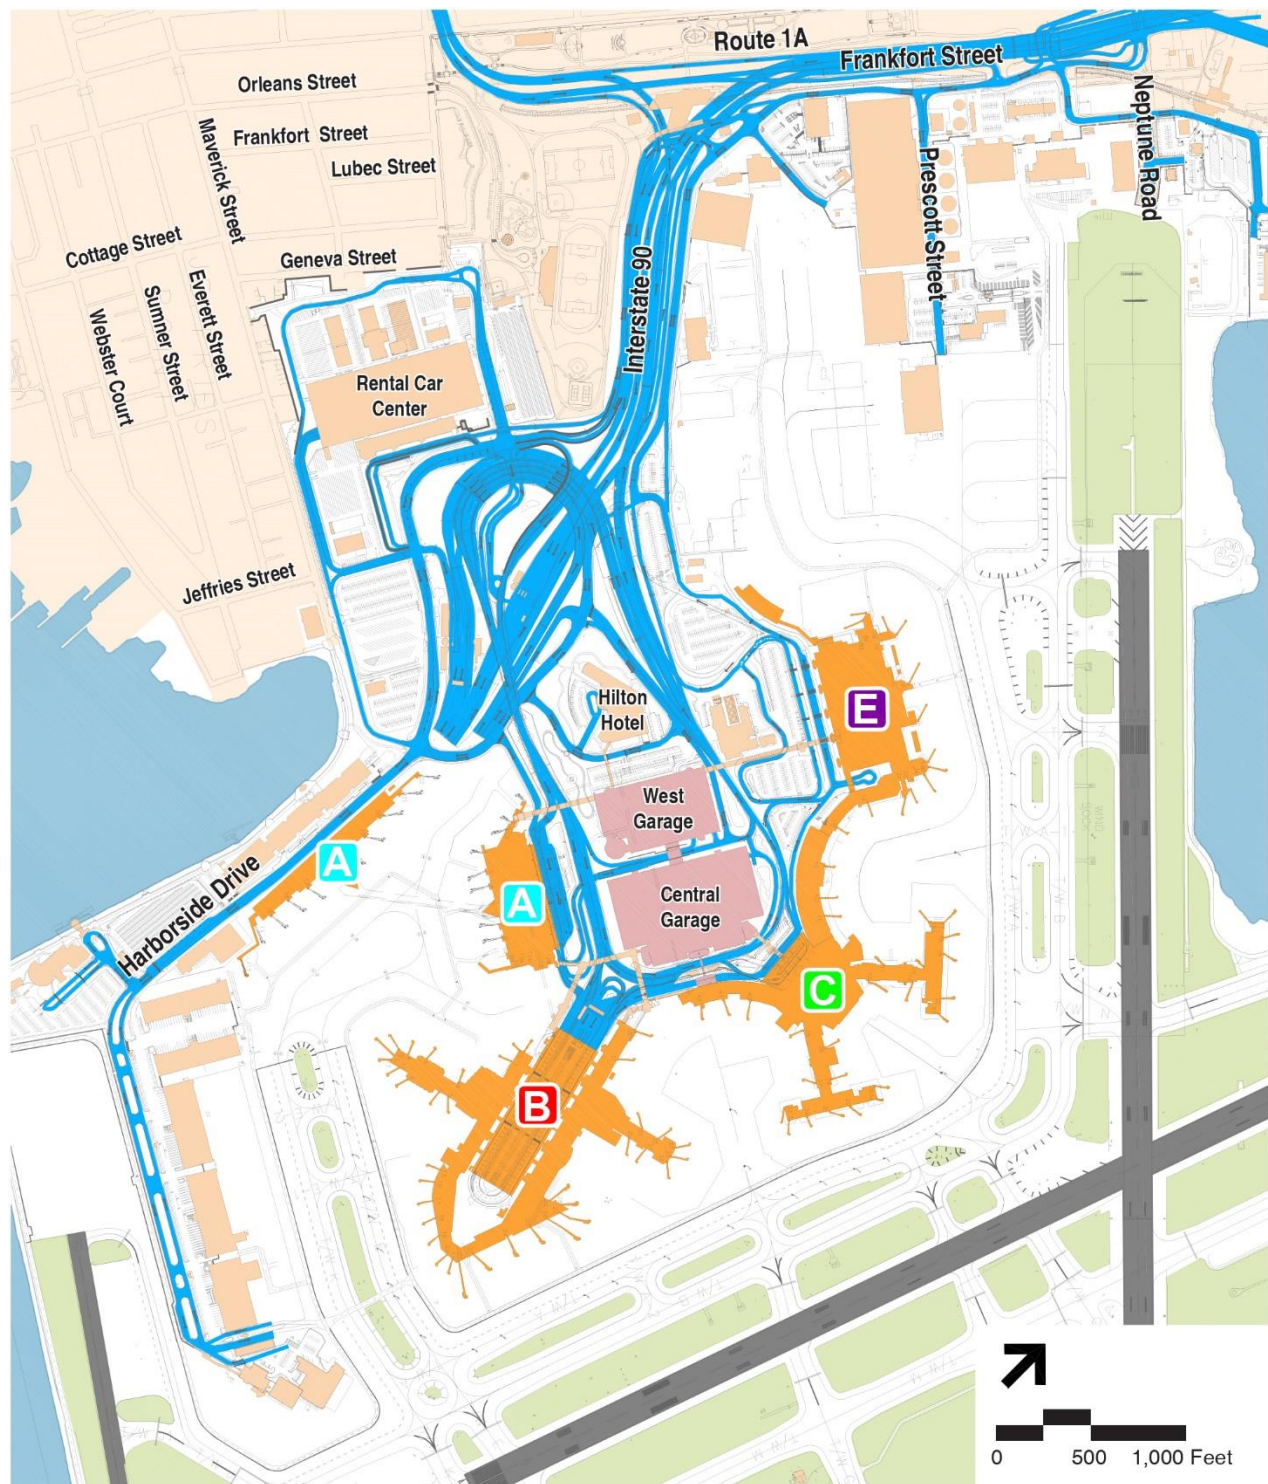 Route 1A
Frankfort Street
Orleans Street
Neptune Road
Maverick Street
Frankfort Street
Lubec Street
Prescott Street
Cottage Street
Geneva Street
Interstate 90
Everett Street
Sumner Street
Webster Court
Rental Car
Center
Jeffries Street
Hilton
Hotel
E
West
Garage
A
A
Central
Garage
Harborside Drive
C
B
0 500 1,000 Feet